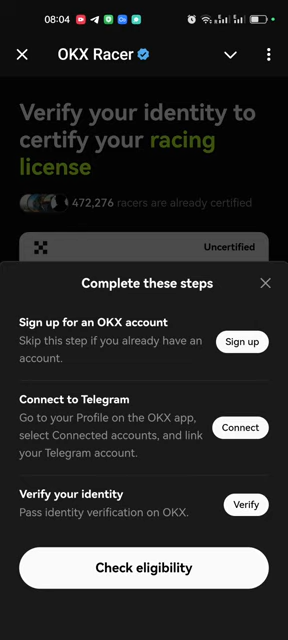 08:04
OKX Racer
Verify your identity to
certify your racing
license
472,276 racers are already certified
Uncertified
Complete these steps
Sign up for an OKX account
Skip this step if you already have an
account.
Sign up
Connect to Telegram
Go to your Profile on the OKX app,
select Connected accounts, and link
your Telegram account.
Connect
Verify your identity
Pass identity verification on OKX.
Verify
Check eligibility